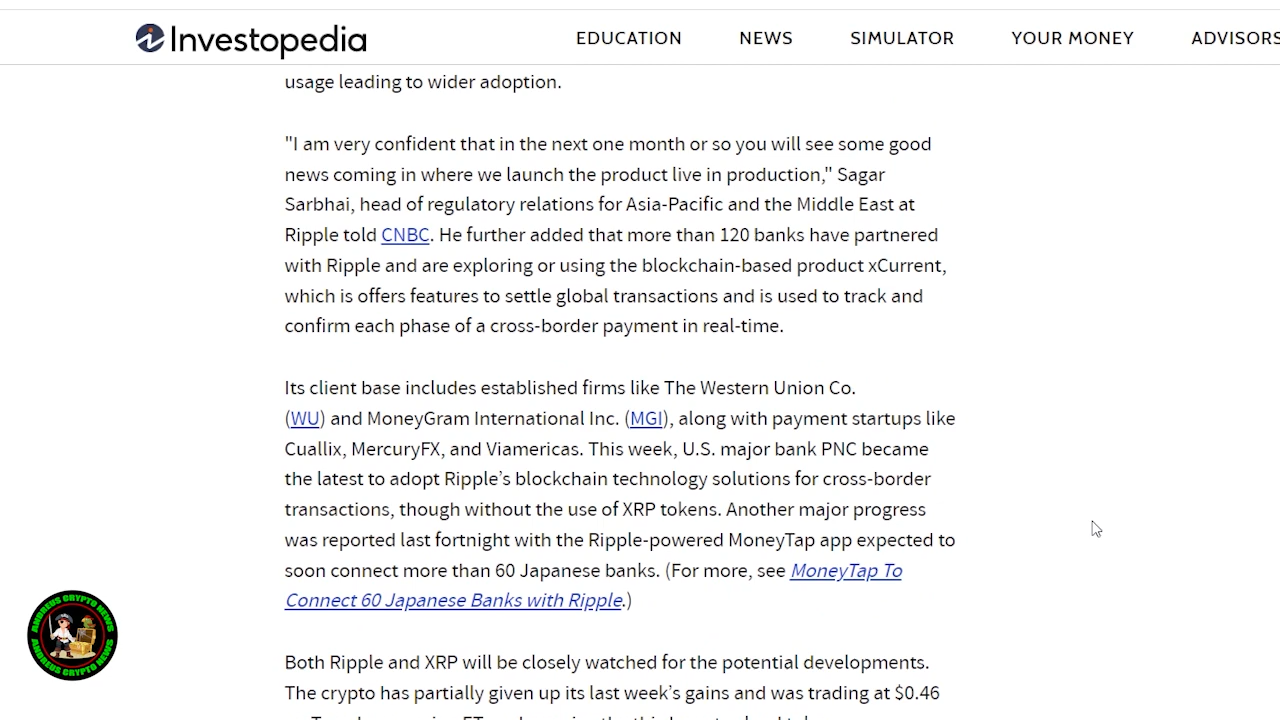 Investopedia
EDUCATION NEWS SIMULATOR YOUR MONEY ADVISORS
usage leading to wider adoption.
"I am very confident that in the next one month or so you will see some good
news coming in where we launch the product live in production," Sagar
Sarbhai, head of regulatory relations for Asia-Pacific and the Middle East at
Ripple told CNBC. He further added that more than 120 banks have partnered
with Ripple and are exploring or using the blockchain-based product xCurrent,
which is offers features to settle global transactions and is used to track and
confirm each phase of a cross-border payment in real-time.
Its client base includes established firms like The Western Union Co.
(WU) and MoneyGram International Inc. (MGI), along with payment startups like
Cuallix, MercuryFX, and Viamericas. This week, U.S. major bank PNC became
the latest to adopt Ripple’s blockchain technology solutions for cross-border
transactions, though without the use of XRP tokens. Another major progress
was reported last fortnight with the Ripple-powered MoneyTap app expected to
soon connect more than 60 Japanese banks. (For more, see MoneyTap To
Connect 60 Japanese Banks with Ripple.)
Both Ripple and XRP will be closely watched for the potential developments.
The crypto has partially given up its last week’s gains and was trading at $0.46
ANDREUS CRYPTO NEWS
ANDREUS CRYPTO NEWS